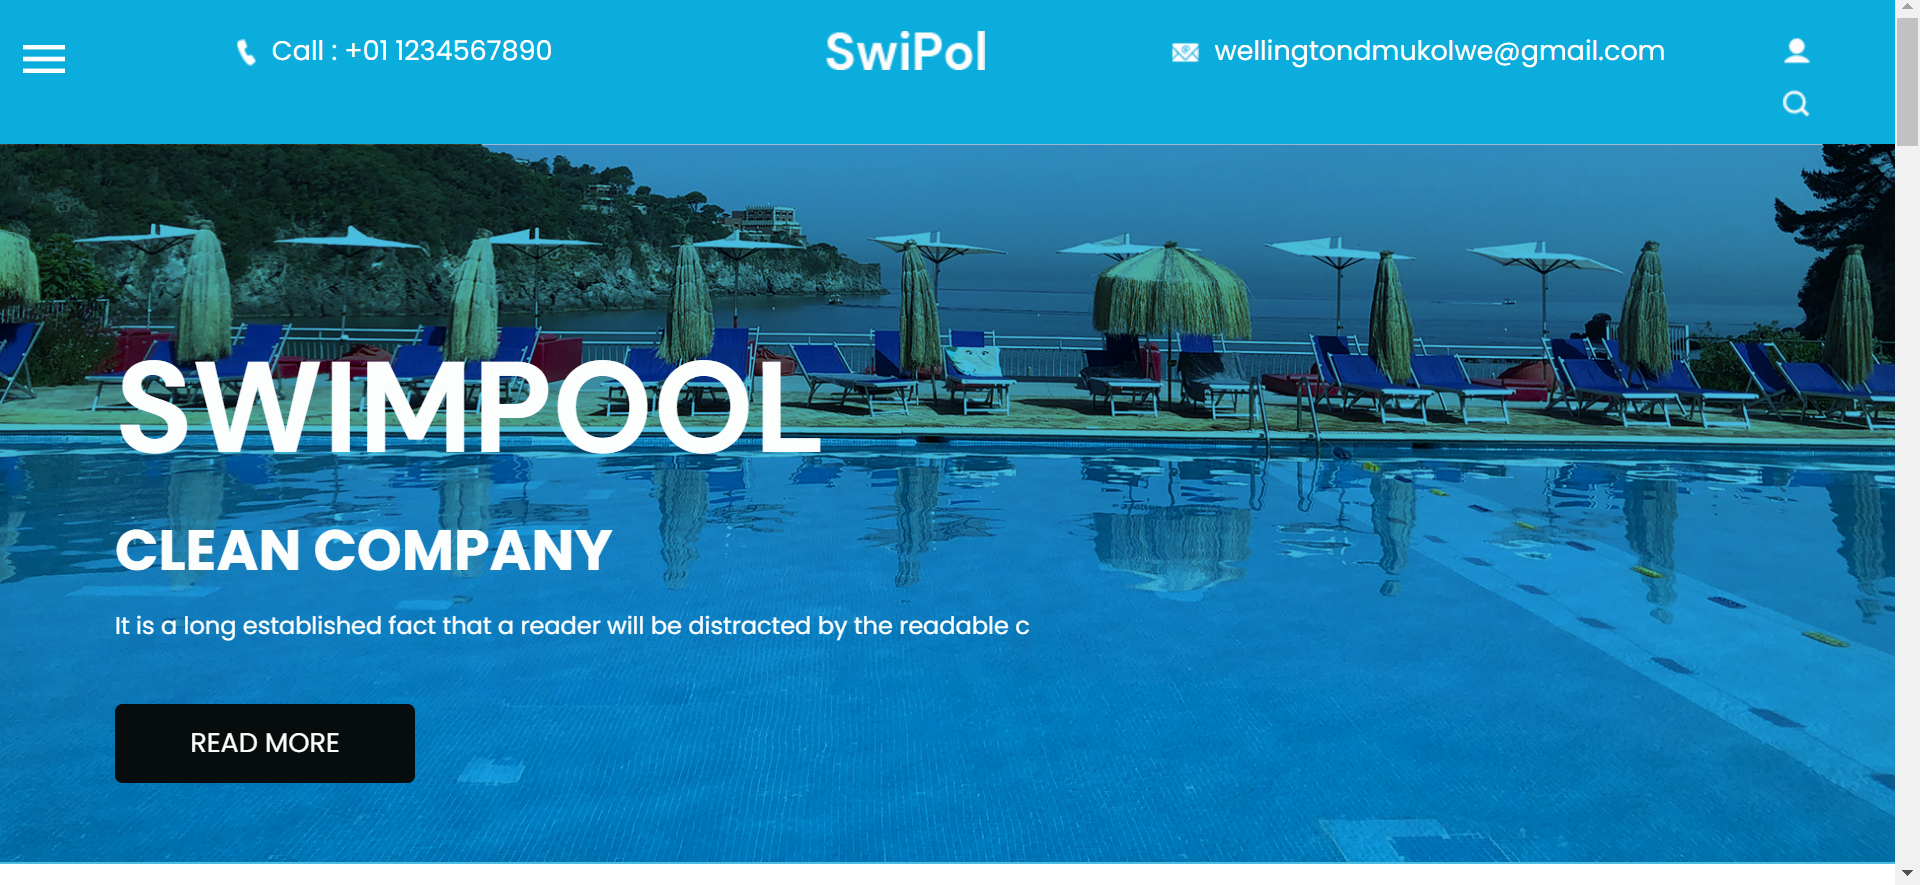 Call : +01 1234567890
SwiPol
wellingtondmukolwe@gmail.com
SWIMPOOL
CLEAN COMPANY
It is a long established fact that a reader will be distracted by the readable c
READ MORE